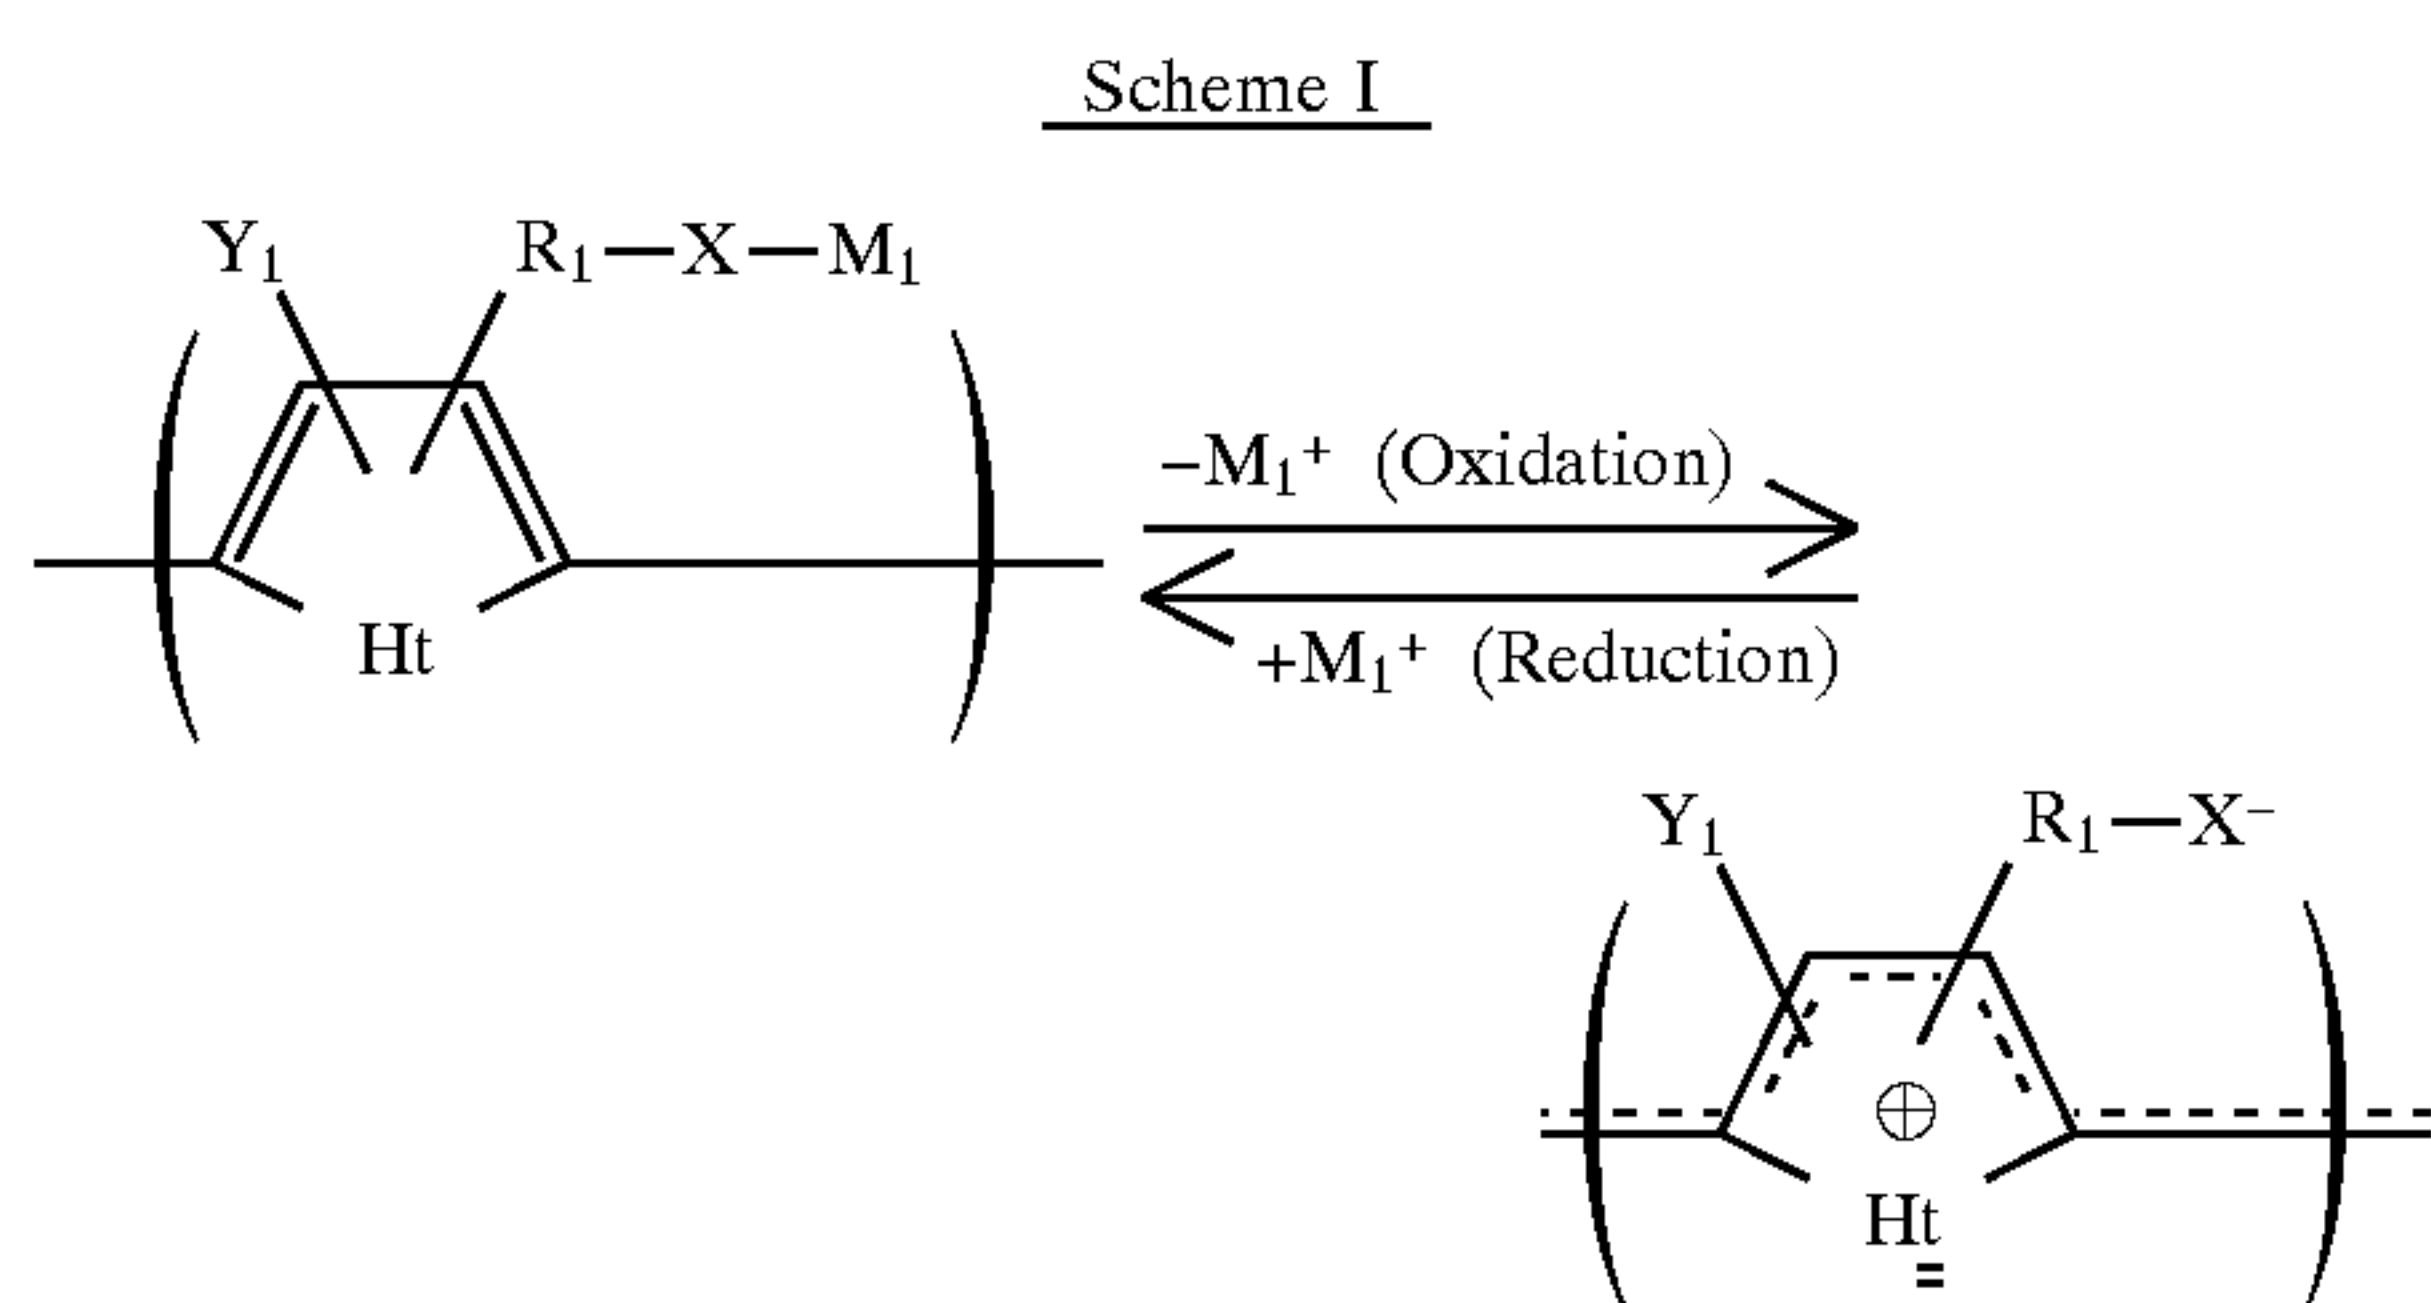 Scheme I
Y₁ R₁—X—M₁
Ht
–M₁⁺ (Oxidation)
+M₁⁺ (Reduction)
Y₁ R₁—X⁻
⊕
Ht